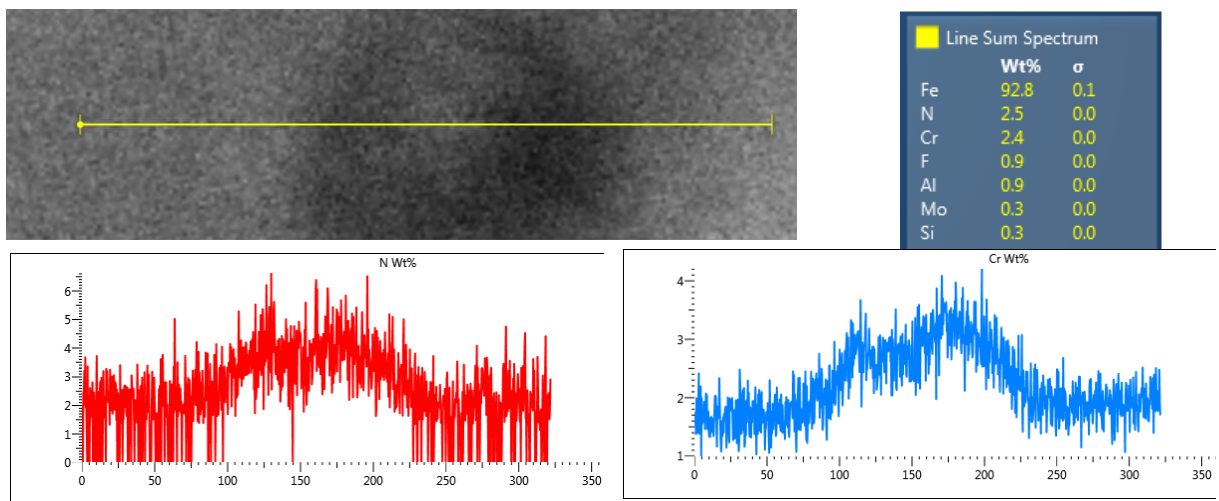 Line Sum Spectrum
Wt% σ
Fe 92.8 0.1
N 2.5 0.0
Cr 2.4 0.0
F 0.9 0.0
Al 0.9 0.0
Mo 0.3 0.0
Si 0.3 0.0
N Wt%
6
5
4
3
2
1
0
0 50 100 150 200 250 300 350
Cr Wt%
4
3
2
1
0 50 100 150 200 250 300 350